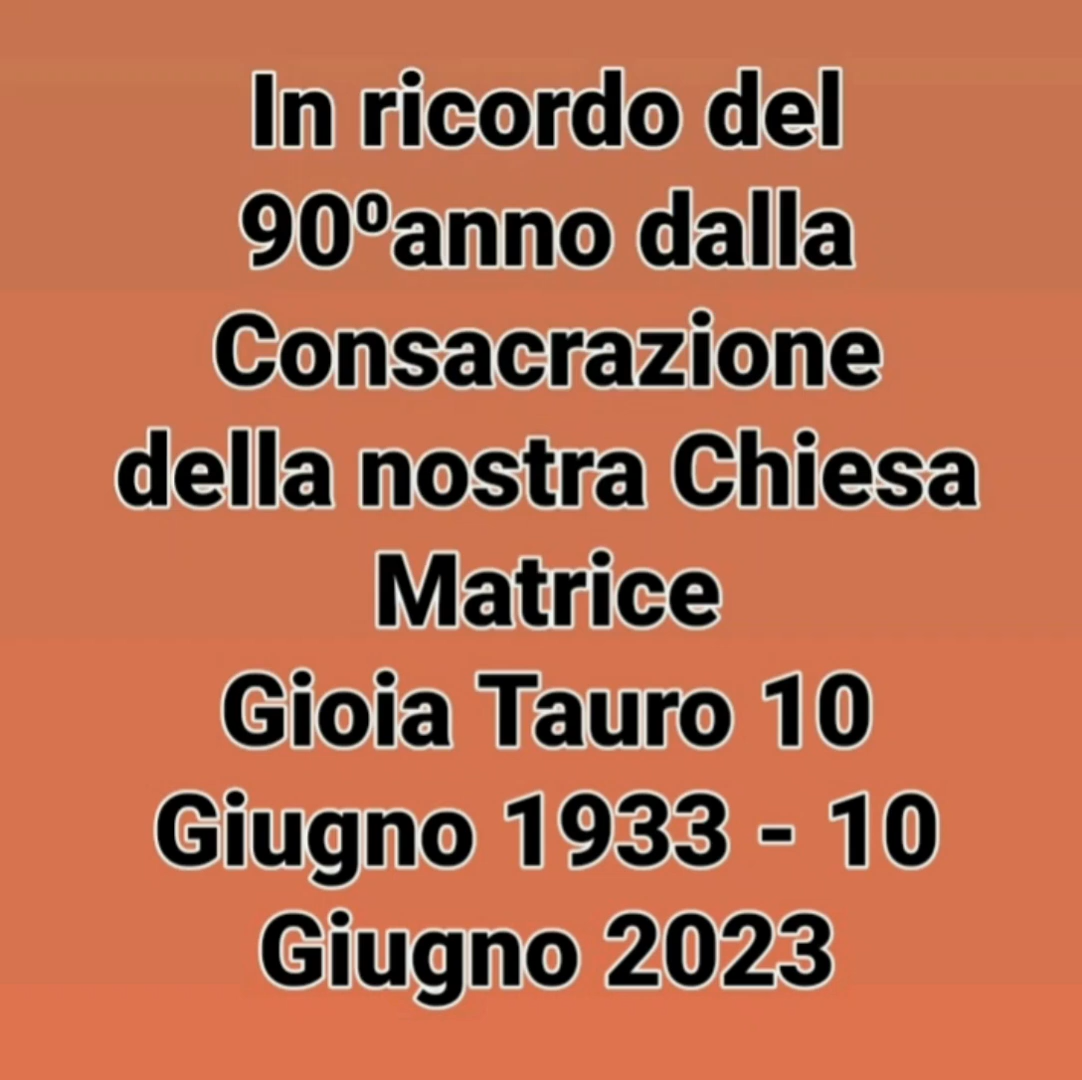 In ricordo del
90ºanno dalla
Consacrazione
della nostra Chiesa
Matrice
Gioia Tauro 10
Giugno 1933 - 10
Giugno 2023